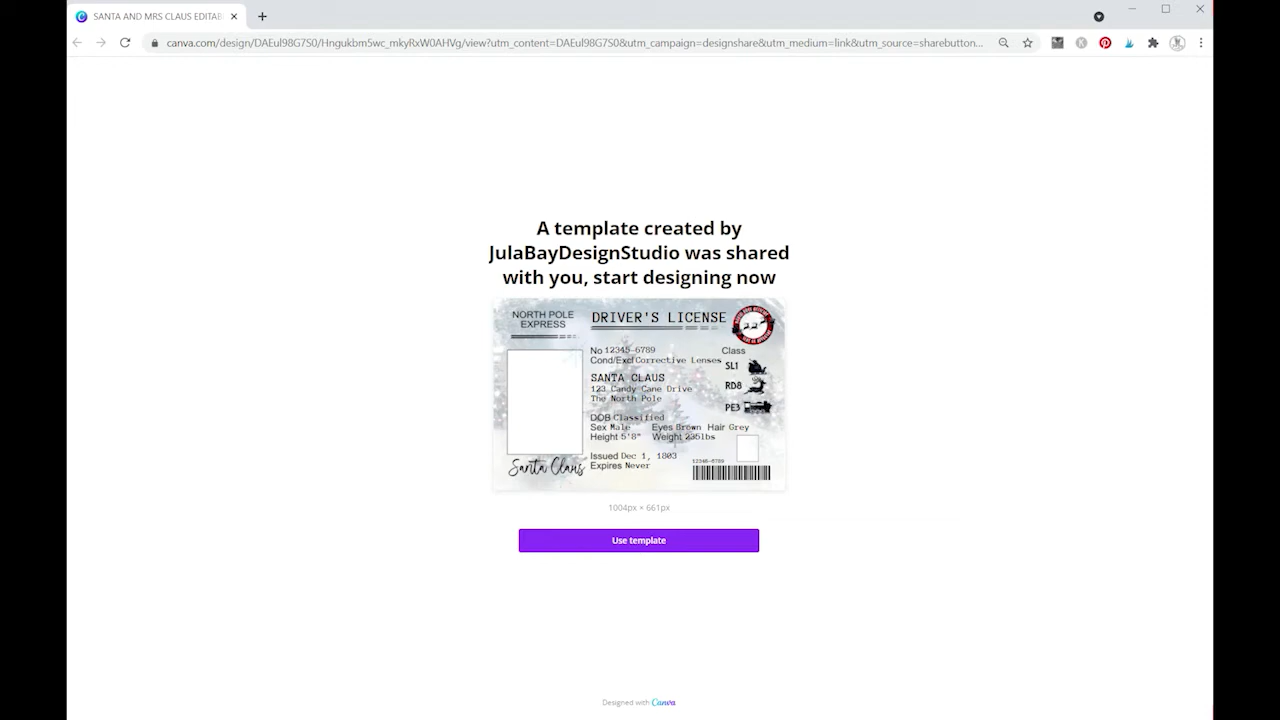 SANTA AND MRS CLAUS EDITAB
canva.com/design/DAEul98G7S0/Hngukbm5wc_mkyRxW0AHVg/view?utm_content=DAEul98G7S0&utm_campaign=designshare&utm_medium=link&utm_source=sharebutton...
A template created by
JulaBayDesignStudio was shared
with you, start designing now
NORTH POLE
EXPRESS
DRIVER'S LICENSE
No 12345-6789
Cond/Excl Corrective Lenses
Class
SL1
SANTA CLAUS
123 Candy Cane Drive
RD8
The North Pole
PE3
DOB Classified
Sex Male Eyes Brown Hair Grey
Height 5'8" Weight 235lbs
Issued Dec 1, 1803
Expires Never
12345-6789
Santa Claus
1004px × 661px
Use template
Designed with Canva